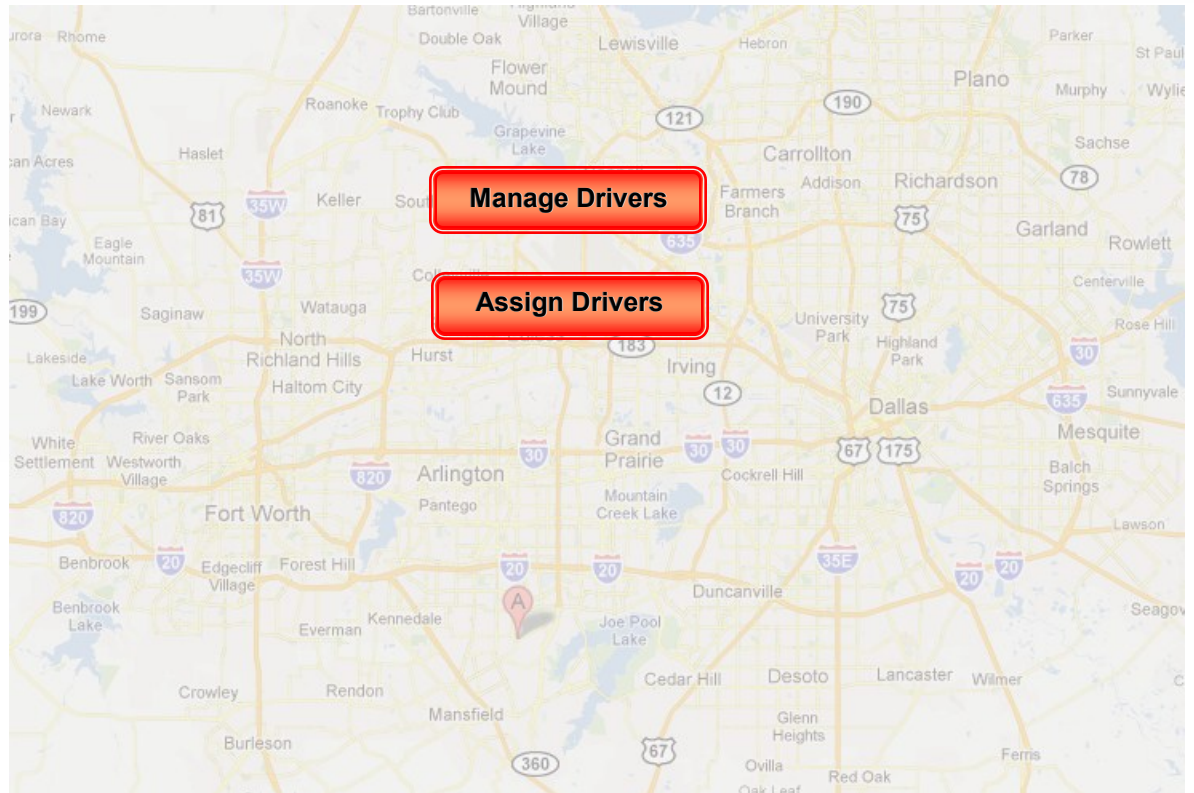 Bartonville
Village
Aurora Rhome
Double Oak
Lewisville
Hebron
Parker
St Paul
Flower
Mound
Plano
Murphy
Wylie
190
Newark
Roanoke
Trophy Club
121
Grapevine
Lake
Haslet
Carrollton
Sachse
Manage Drivers
35W
Keller
Farmers
Branch
Addison
Richardson
78
81
75
635
Garland
Rowlett
Eagle
Mountain
35W
Centerville
Assign Drivers
199
Saginaw
Watauga
75
University
Park
Rose Hill
North
Richland Hills
Hurst
183
Highland
Park
30
Lakeside
Irving
Lake Worth
Sansom
Park
Haltom City
12
635
Sunnyvale
Dallas
White
Settlement
River Oaks
Grand
Prairie
30
30
30
67
175
Mesquite
Westworth
Village
820
Arlington
Cockrell Hill
Balch
Springs
Pantego
Mountain
Creek Lake
820
Fort Worth
Lawson
Benbrook
20
Edgecliff
Village
Forest Hill
20
20
35E
20
20
Duncanville
A
Benbrook
Lake
Everman
Kennedale
Joe Pool
Lake
Crowley
Rendon
Cedar Hill
Desoto
Lancaster
Wilmer
Mansfield
Glenn
Heights
Burleson
360
67
Ovilla
Red Oak
Ferris
Oak Leaf